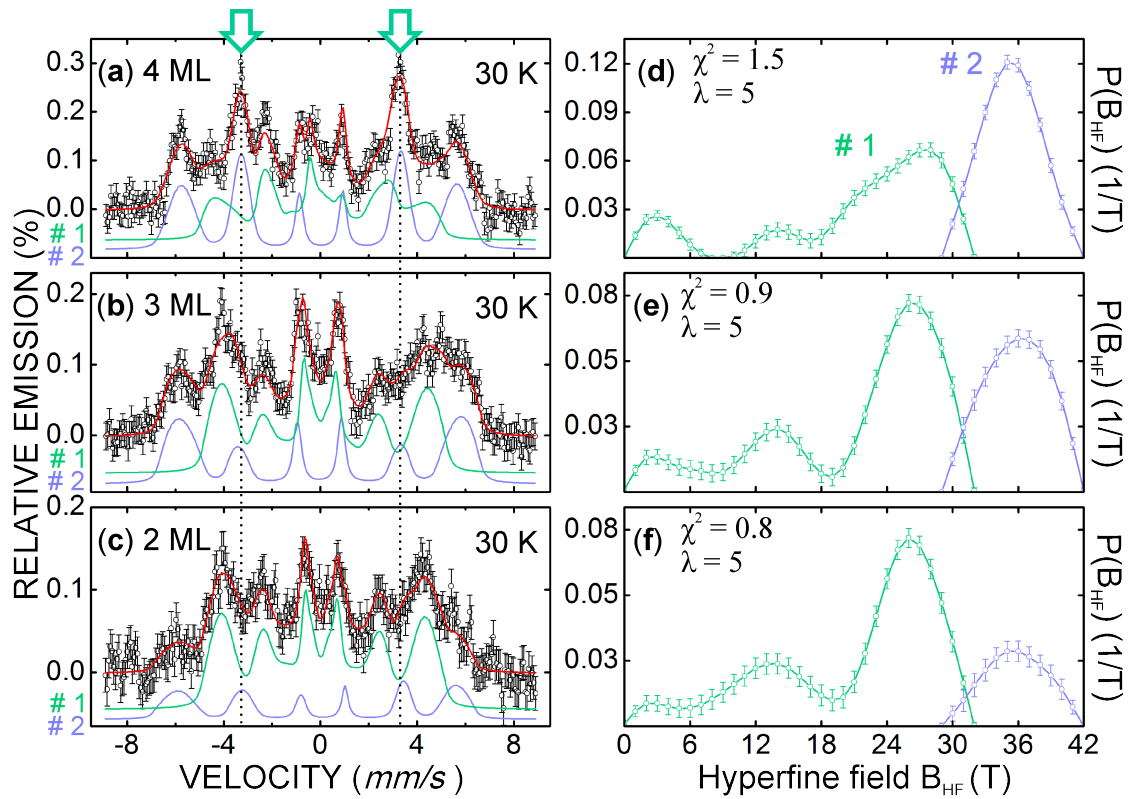 (a) 4 ML 30 K
0.3
0.2
0.1
0.0
# 1
# 2
(b) 3 ML 30 K
0.2
0.1
0.0
# 1
# 2
(c) 2 ML 30 K
0.2
0.1
0.0
# 1
# 2
RELATIVE EMISSION (%)
-8 -4 0 4 8
VELOCITY (mm/s)
(d) χ² = 1.5
λ = 5
# 1
# 2
0.12
0.09
0.06
0.03
P(B_HF) (1/T)
(e) χ² = 0.9
λ = 5
0.08
0.05
0.03
P(B_HF) (1/T)
(f) χ² = 0.8
λ = 5
0.08
0.05
0.03
P(B_HF) (1/T)
0 6 12 18 24 30 36 42
Hyperfine field B_HF (T)